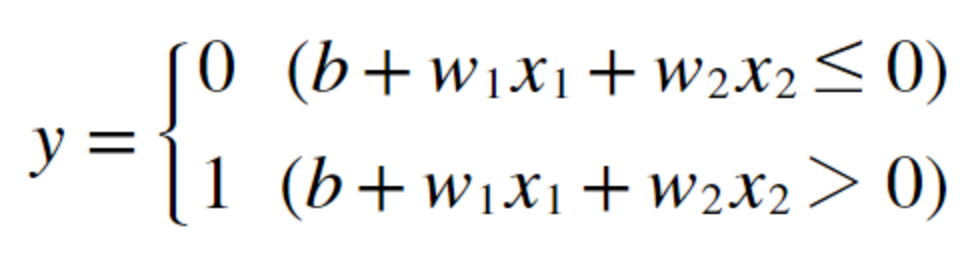 y = { 0 (b + w₁x₁ + w₂x₂ ≤ 0)
1 (b + w₁x₁ + w₂x₂ > 0)